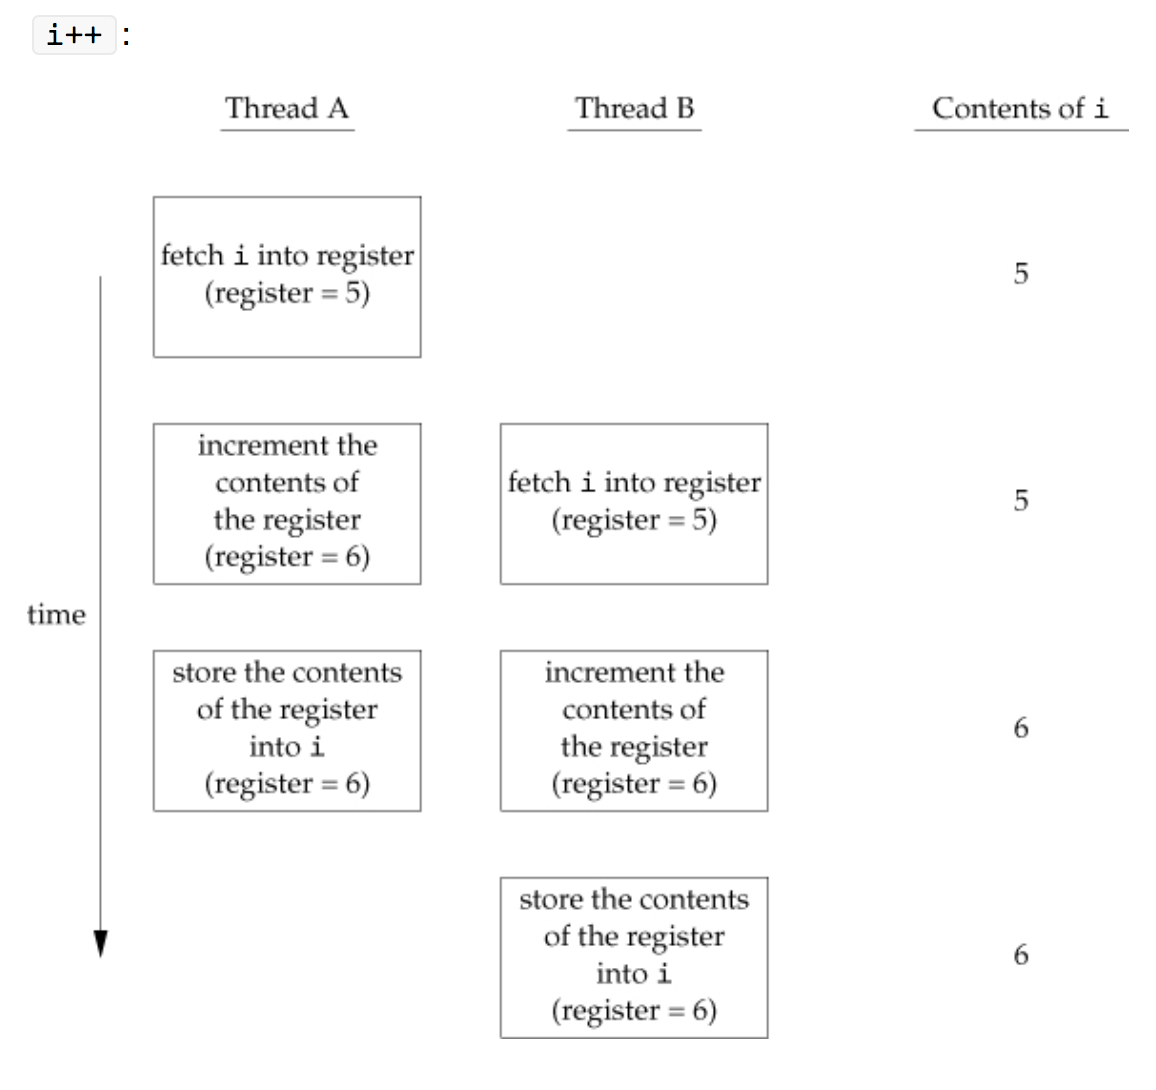 i++ :
Thread A
Thread B
Contents of i
fetch i into register
(register = 5)
5
increment the
contents of
the register
(register = 6)
fetch i into register
(register = 5)
5
time
store the contents
of the register
into i
(register = 6)
increment the
contents of
the register
(register = 6)
6
store the contents
of the register
into i
(register = 6)
6